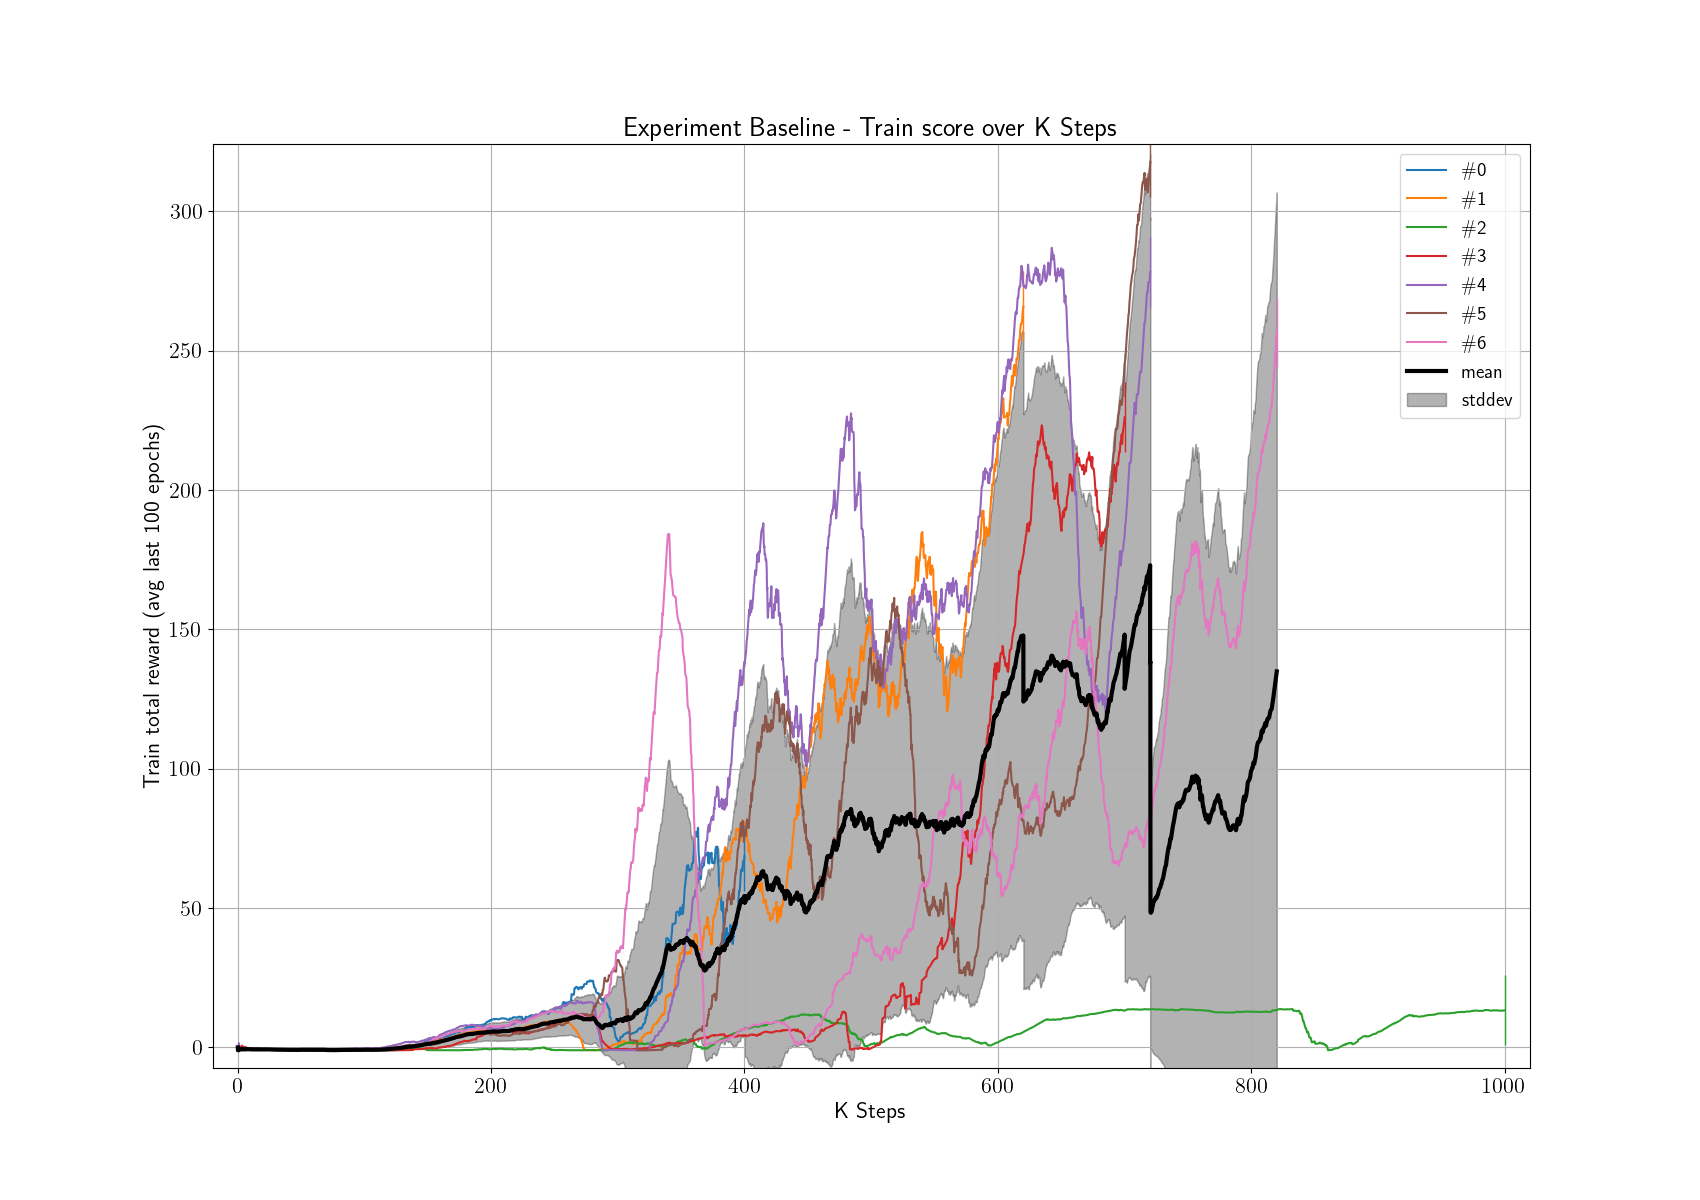 Experiment Baseline - Train score over K Steps
Train total reward (avg last 100 epochs)
300
250
200
150
100
50
0
0 200 400 600 800 1000
K Steps
#0
#1
#2
#3
#4
#5
#6
mean
stddev